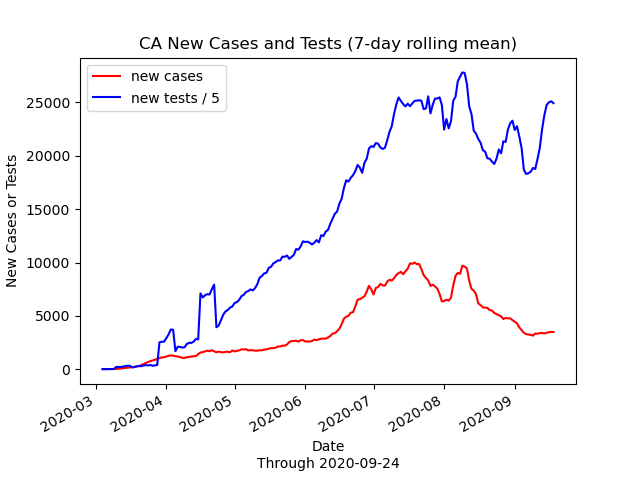 CA New Cases and Tests (7-day rolling mean)
new cases
new tests / 5
25000
20000
15000
10000
5000
0
New Cases or Tests
2020-03
2020-04
2020-05
2020-06
2020-07
2020-08
2020-09
Date
Through 2020-09-24